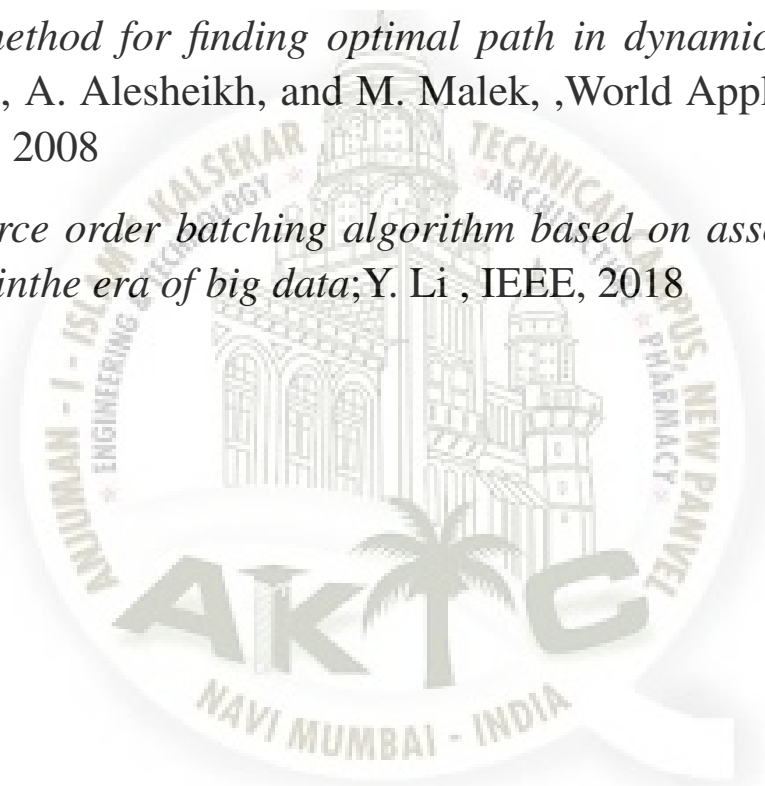 ethod for finding optimal path in dynamic
, A. Alesheikh, and M. Malek, ,World Appl
2008
rce order batching algorithm based on asso
inthe era of big data;Y. Li , IEEE, 2018
ANJUMAN - I - ISLAM'S KALSEKAR TECHNICAL CAMPUS, NEW PANVEL
ENGINEERING & TECHNOLOGY * ARCHITECTURE * PHARMACY
AKTC
NAVI MUMBAI - INDIA